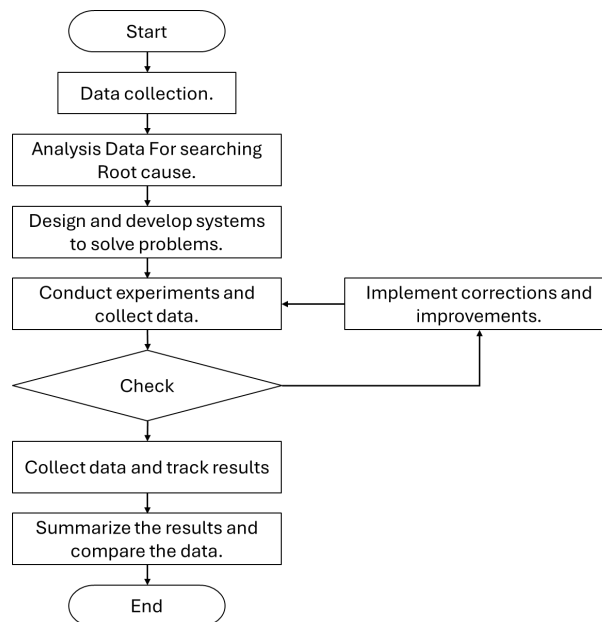 Start
Data collection.
Analysis Data For searching
Root cause.
Design and develop systems
to solve problems.
Conduct experiments and
collect data.
Implement corrections and
improvements.
Check
Collect data and track results
Summarize the results and
compare the data.
End